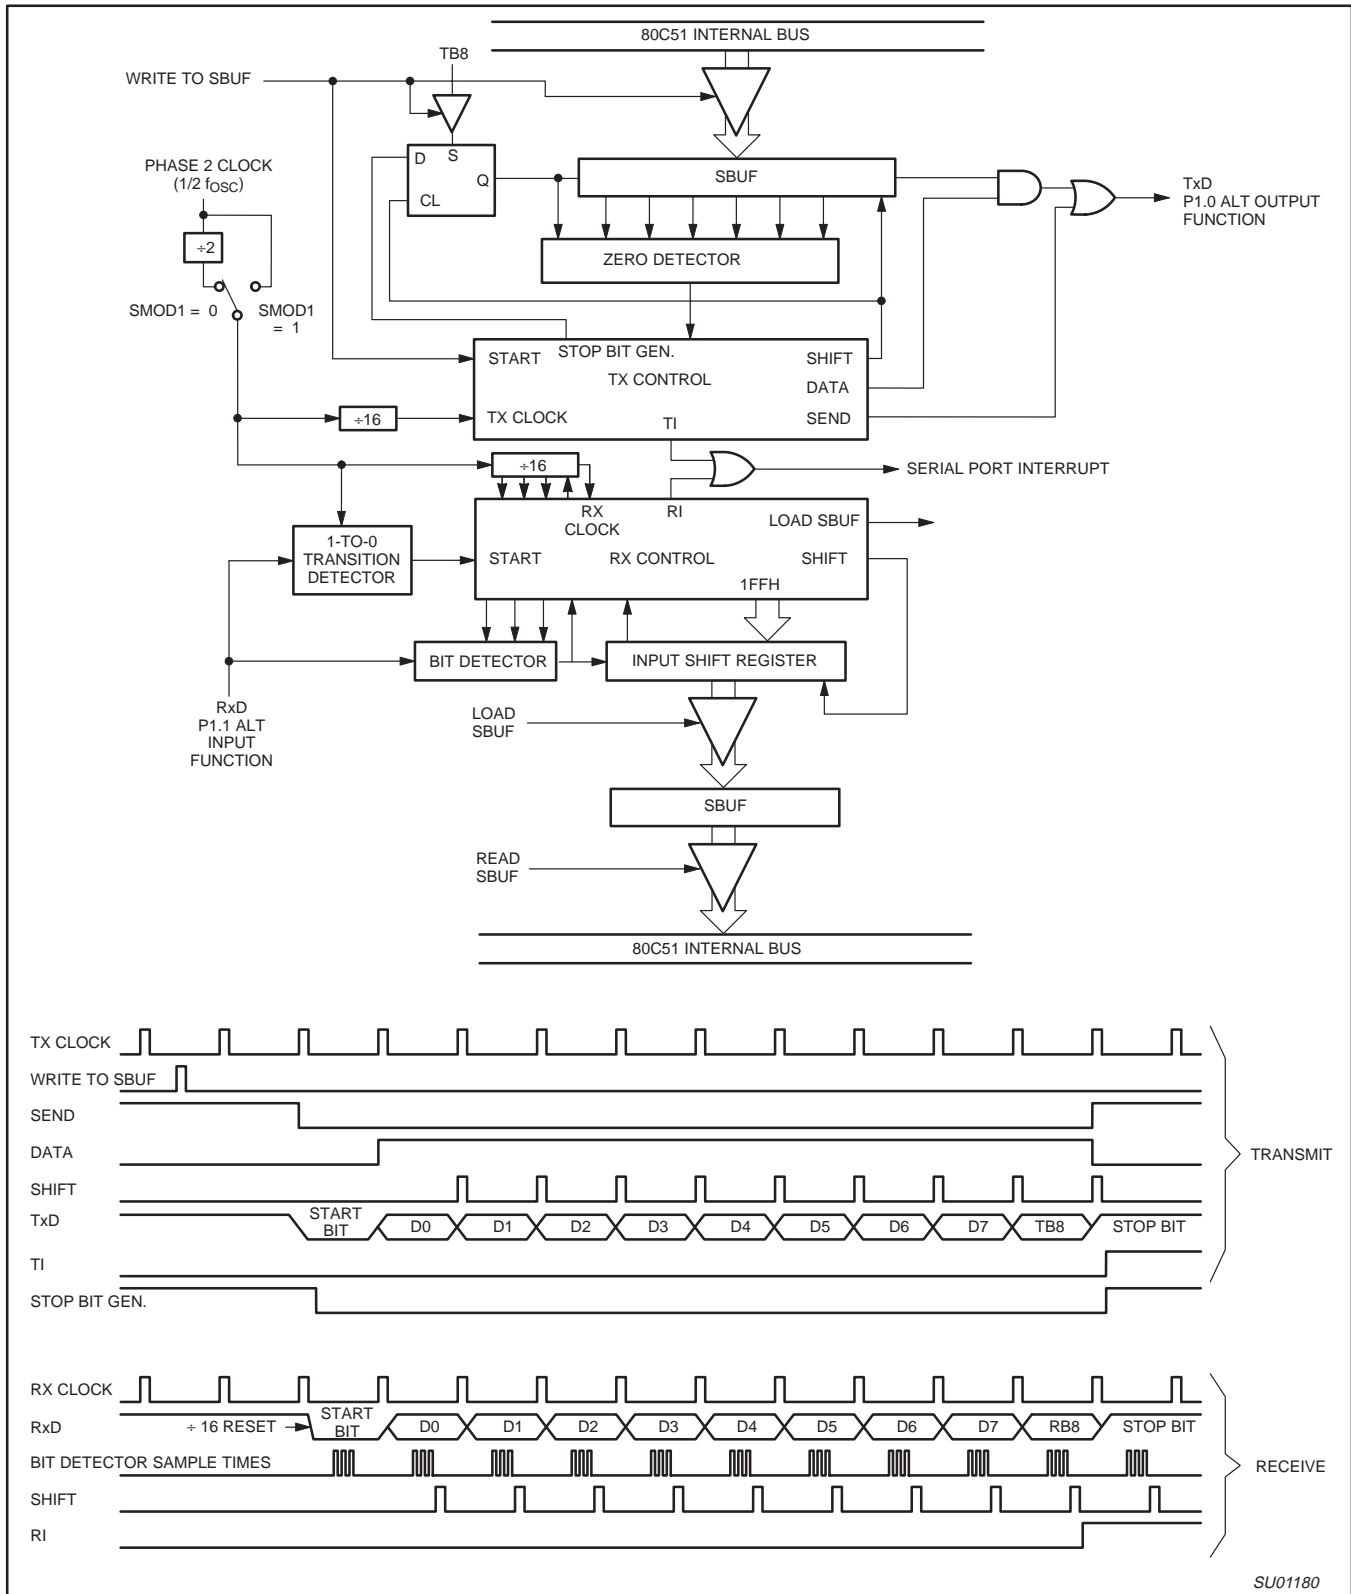 80C51 INTERNAL BUS
TB8
WRITE TO SBUF
PHASE 2 CLOCK
(1/2 fOSC)
D
S
Q
CL
SBUF
TxD
P1.0 ALT OUTPUT
FUNCTION
÷2
ZERO DETECTOR
SMOD1 = 0
SMOD1
= 1
START
STOP BIT GEN.
SHIFT
TX CONTROL
DATA
÷16
TX CLOCK
TI
SEND
÷16
SERIAL PORT INTERRUPT
RX
CLOCK
RI
LOAD SBUF
1-TO-0
TRANSITION
DETECTOR
START
RX CONTROL
SHIFT
1FFH
BIT DETECTOR
INPUT SHIFT REGISTER
RxD
P1.1 ALT
INPUT
FUNCTION
LOAD
SBUF
SBUF
READ
SBUF
80C51 INTERNAL BUS
TX CLOCK
WRITE TO SBUF
SEND
DATA
TRANSMIT
SHIFT
TxD
START
BIT
D0
D1
D2
D3
D4
D5
D6
D7
TB8
STOP BIT
TI
STOP BIT GEN.
RX CLOCK
RxD
÷ 16 RESET
START
BIT
D0
D1
D2
D3
D4
D5
D6
D7
RB8
STOP BIT
BIT DETECTOR SAMPLE TIMES
RECEIVE
SHIFT
RI
SU01180